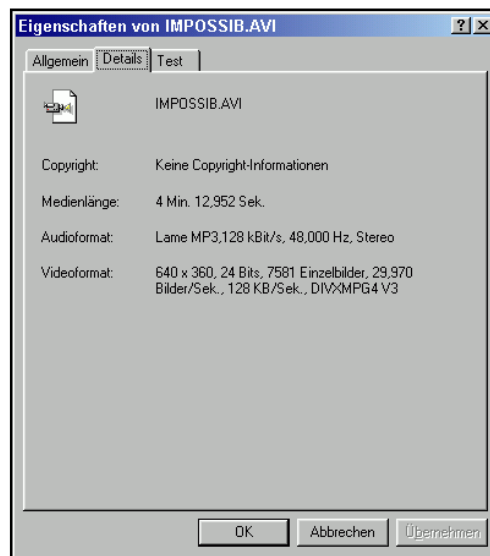 Eigenschaften von IMPOSSIB.AVI
Allgemein Details Test
IMPOSSIB.AVI
Copyright: Keine Copyright-Informationen
Medienlänge: 4 Min. 12,952 Sek.
Audioformat: Lame MP3,128 kBit/s, 48,000 Hz, Stereo
Videoformat: 640 x 360, 24 Bits, 7581 Einzelbilder, 29,970
Bilder/Sek., 128 KB/Sek., DIVXMPG4 V3
OK Abbrechen Übernehmen